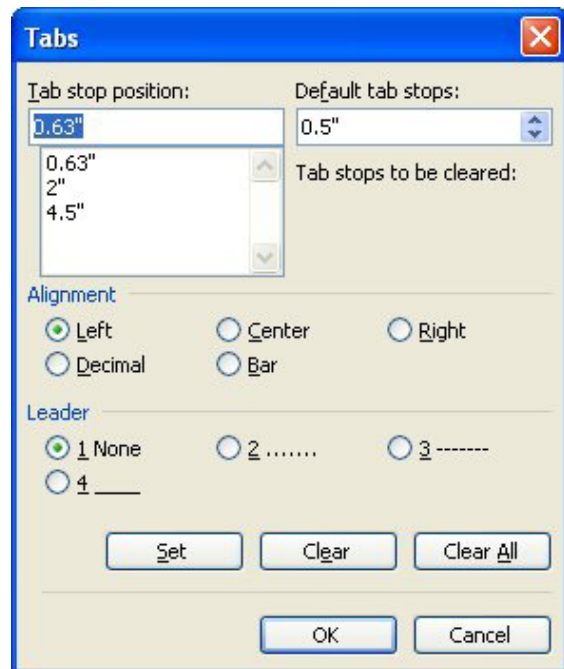 Tabs
Tab stop position:
Default tab stops:
0.63"
0.5"
0.63"
2"
4.5"
Tab stops to be cleared:
Alignment
Left
Center
Right
Decimal
Bar
Leader
1 None
2 .......
3 -------
4 ____
Set
Clear
Clear All
OK
Cancel